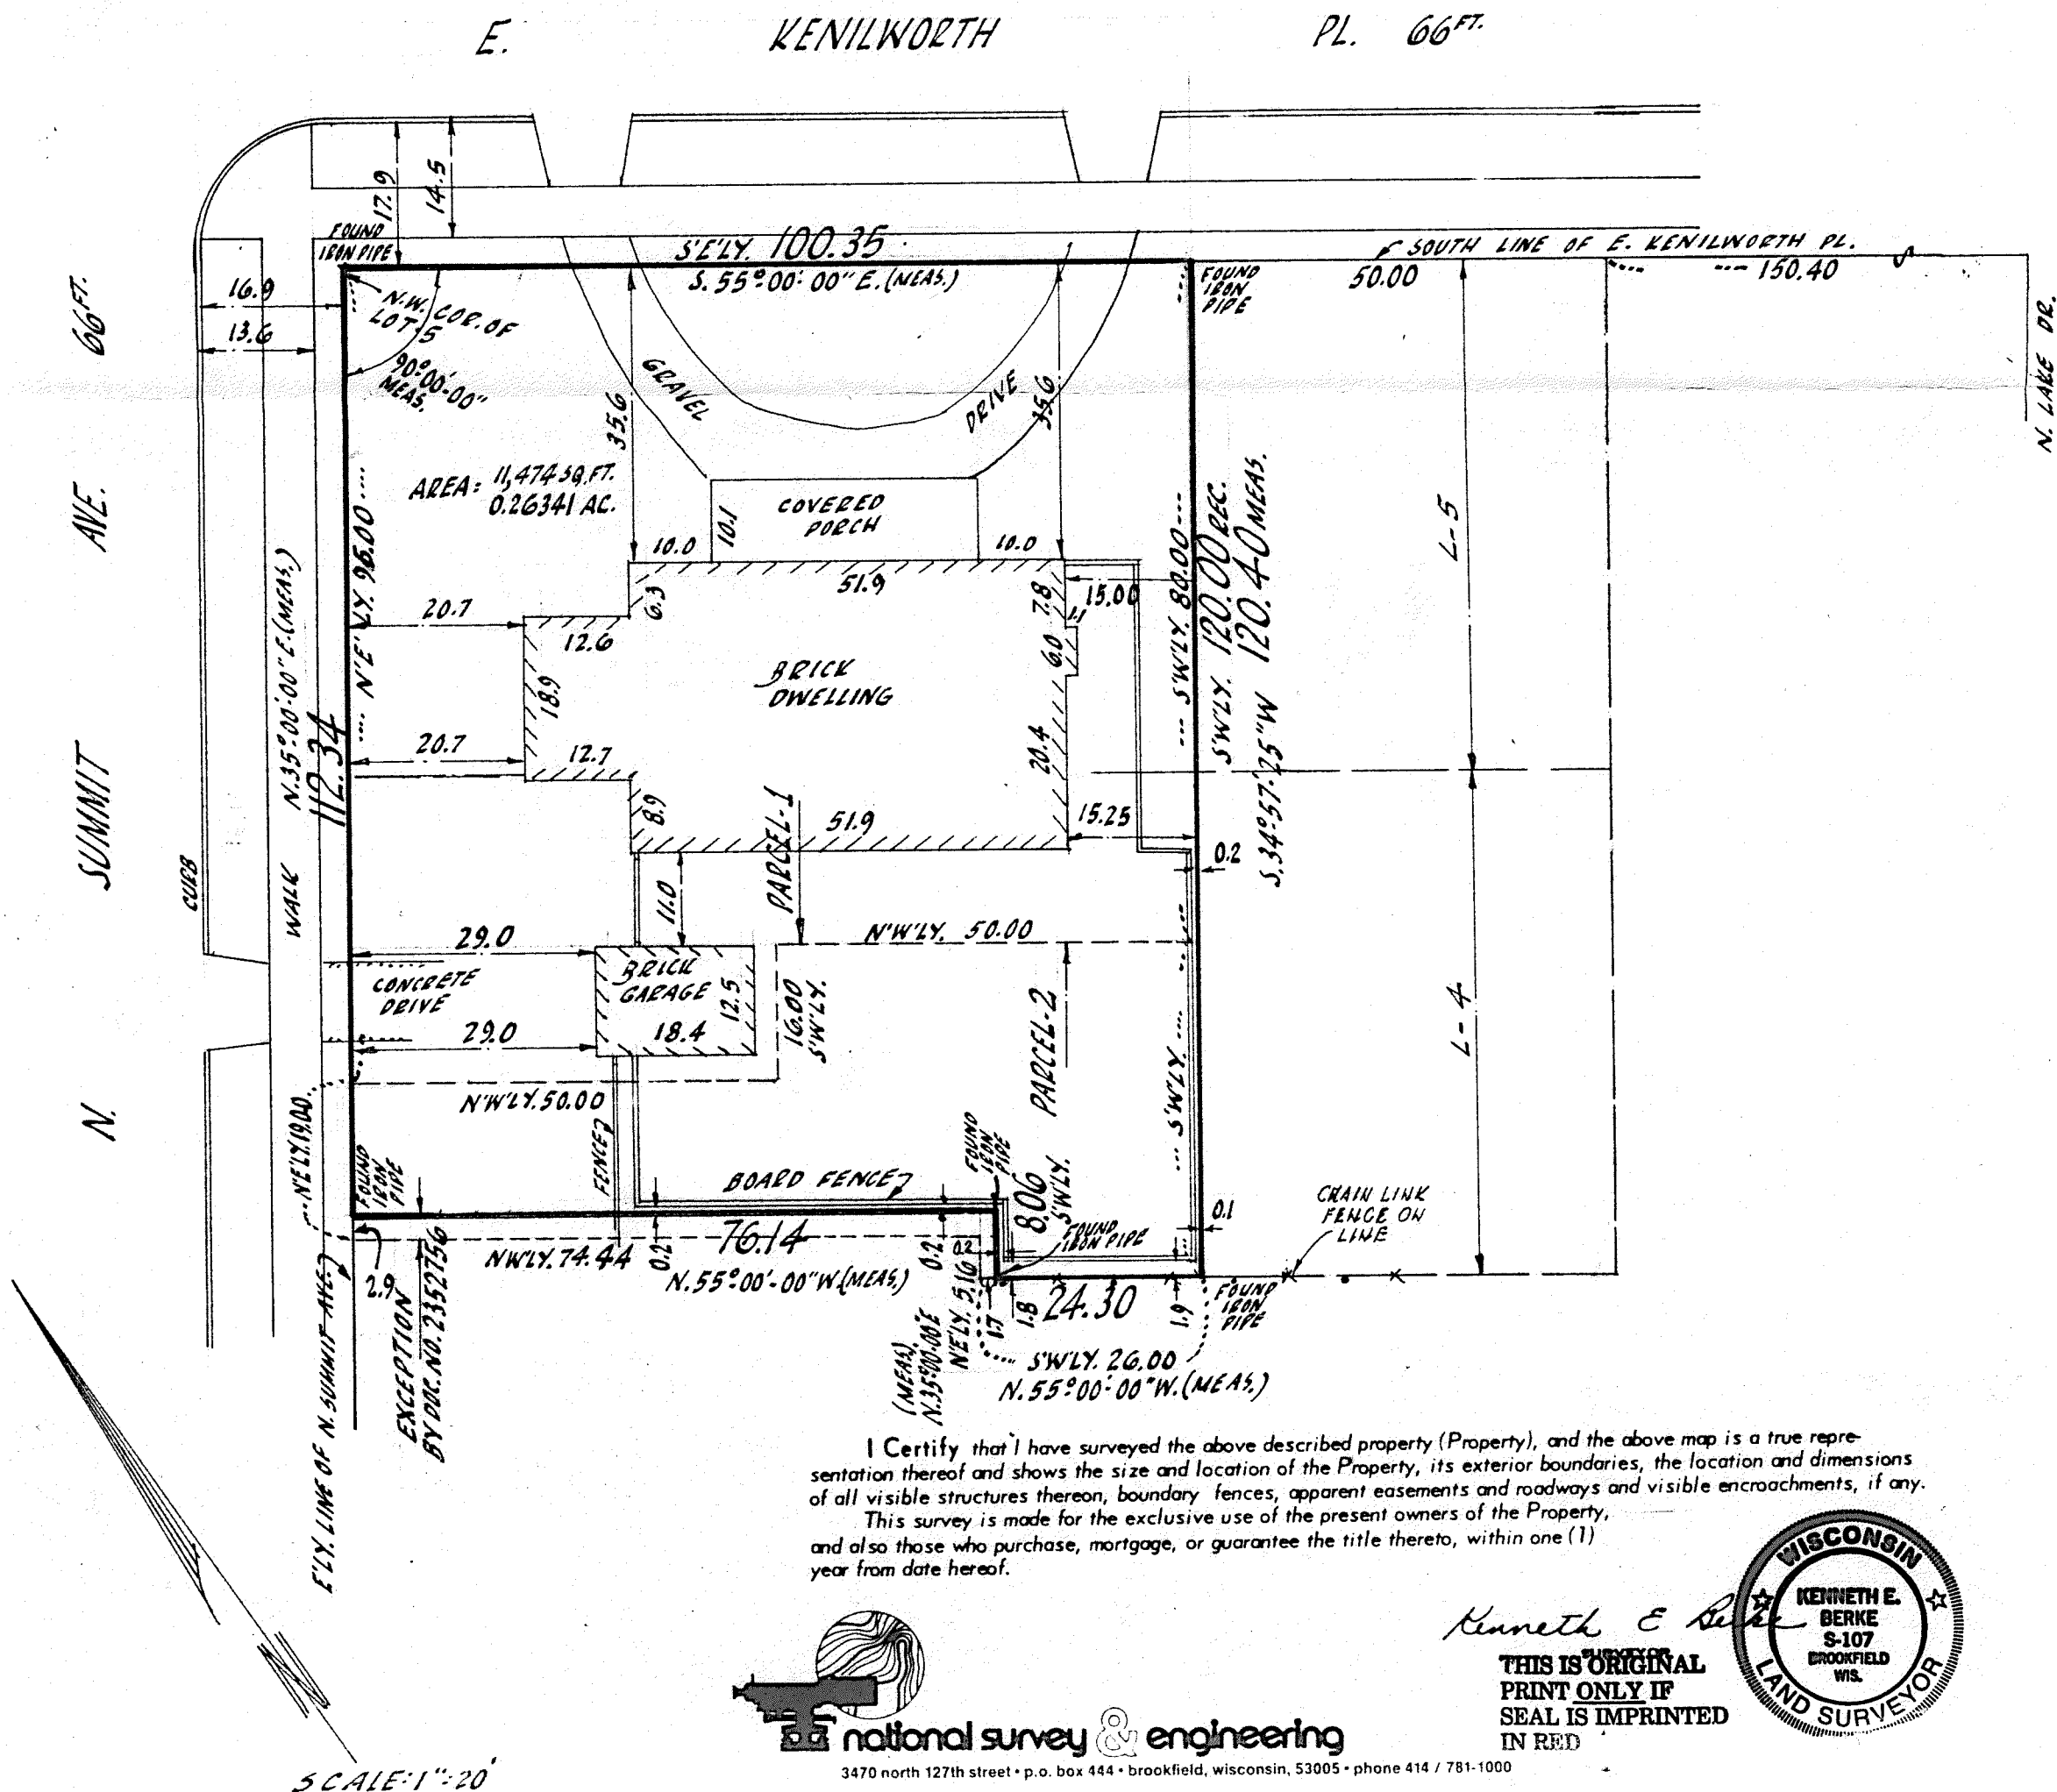 E. KENILWORTH PL. 66FT.
17.9
14.5
FOUND
IRON PIPE
S'E'LY. 100.35
S. 55°00'00" E. (MEAS.)
SOUTH LINE OF E. KENILWORTH PL.
50.00
150.40
N. LAKE DR.
FOUND
IRON
PIPE
16.9
13.6
N.W. COR. OF
LOT 5
90°00'-00"
MEAS.
66FT.
AVE.
SUMMIT
N.
CURB
WALK
N.35°00'00" E. (MEAS.)
112.34
.... N'E'LY. 96.00 ....
GRAVEL
DRIVE
35.6
35.6
AREA: 11,474 SQ. FT.
0.26341 AC.
COVERED
PORCH
10.1
10.0
10.0
51.9
6.3
7.8
1.1
6.0
20.4
15.00
20.7
12.6
18.9
20.7
12.7
8.9
BRICK
DWELLING
51.9
15.25
0.2
--- S'W'LY. 80.00 ---
S'W'LY. 120.00 REC.
120.40 MEAS.
S. 34°57'25" W
L-5
L-4
PARCEL-1
11.0
N'W'LY. 50.00
29.0
BRICK
GARAGE
12.5
18.4
CONCRETE
DRIVE
29.0
16.00
S'W'LY.
PARCEL-2
N'W'LY. 50.00
... S'W'LY. ....
....N'E'LY. 19.00..
FOUND
IRON
PIPE
FENCE
BOARD FENCE
FOUND
IRON
PIPE
8.06
S'W'LY.
FOUND
IRON PIPE
0.1
CHAIN LINK
FENCE ON
LINE
2.9
NW'LY. 74.44
0.2
76.14
N. 55°00'-00" W. (MEAS.)
0.2
0.2
N'E'LY. 5.16
N.35°00'-00" E
(MEAS)
1.7
1.8
24.30
1.9
FOUND
IRON
PIPE
.... S'W'LY. 26.00
N. 55°00'00" W. (MEAS.)
EXCEPTION
BY DOC. NO. 2352756
E'LY. LINE OF N. SUMMIT AVE.
I Certify that I have surveyed the above described property (Property), and the above map is a true repre-
sentation thereof and shows the size and location of the Property, its exterior boundaries, the location and dimensions
of all visible structures thereon, boundary fences, apparent easements and roadways and visible encroachments, if any.
This survey is made for the exclusive use of the present owners of the Property,
and also those who purchase, mortgage, or guarantee the title thereto, within one (1)
year from date hereof.
Kenneth E Berke
SURVEYOR
THIS IS ORIGINAL
PRINT ONLY IF
SEAL IS IMPRINTED
IN RED
WISCONSIN
KENNETH E.
BERKE
S-107
BROOKFIELD
WIS.
LAND SURVEYOR
N
SCALE: 1":20'
national survey & engineering
3470 north 127th street • p.o. box 444 • brookfield, wisconsin, 53005 • phone 414 / 781-1000